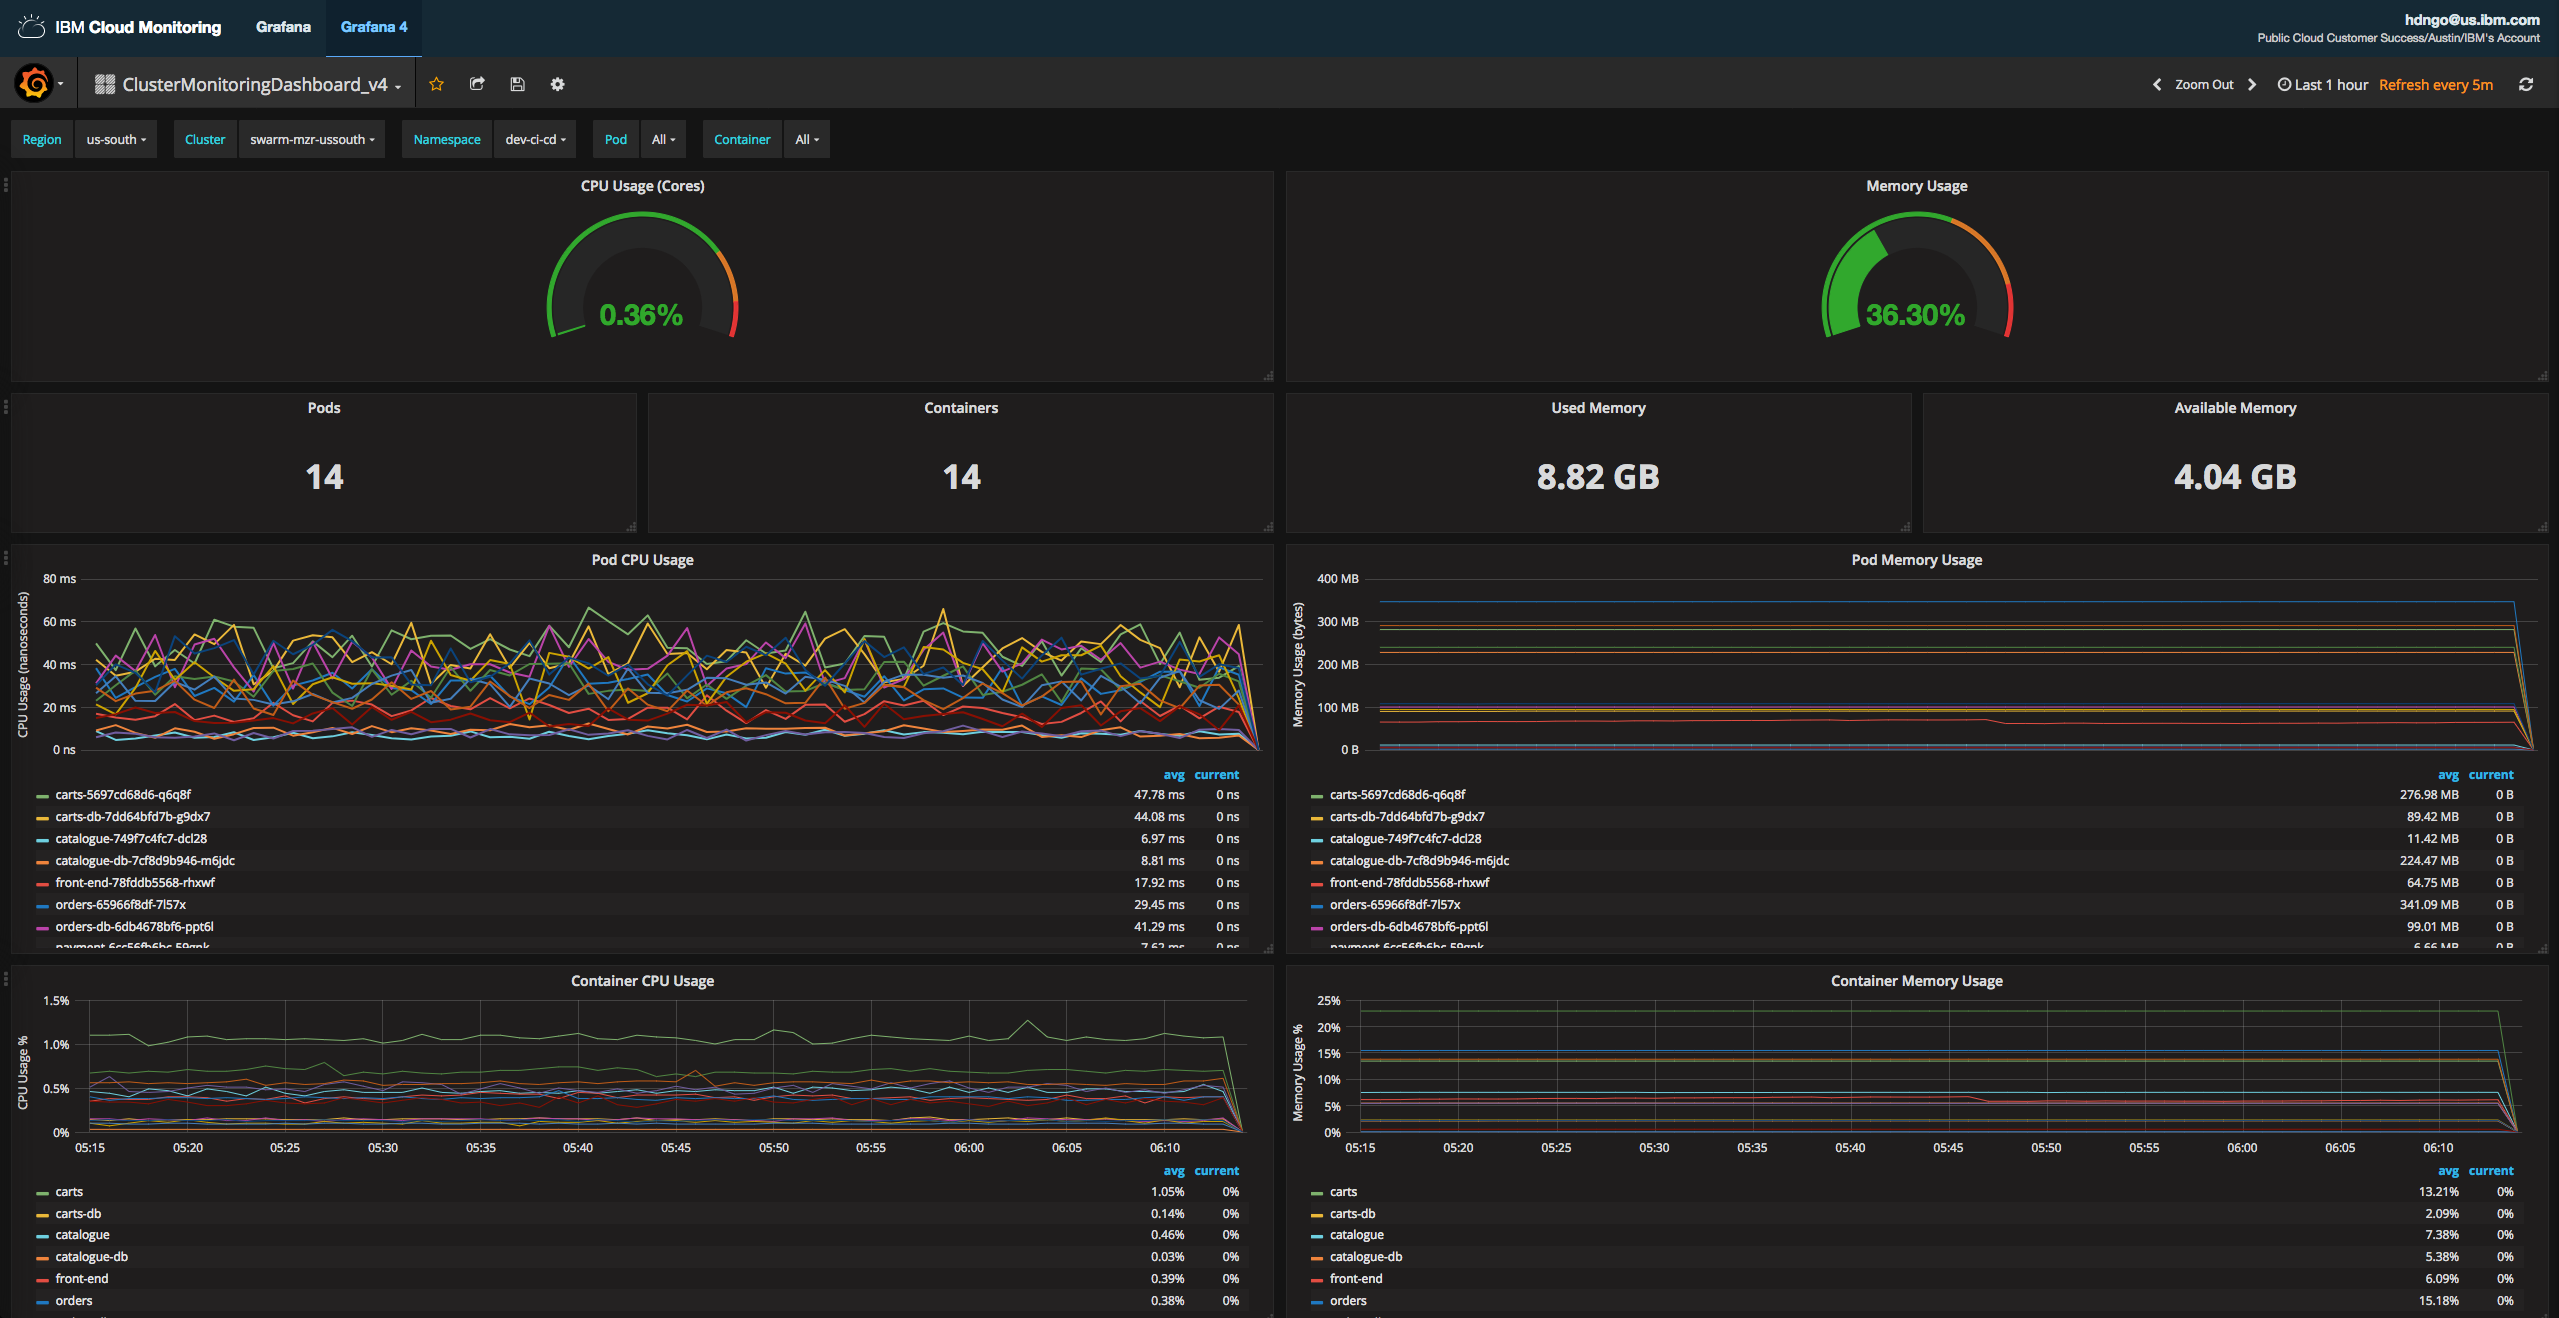 IBM Cloud Monitoring Grafana Grafana 4
hdngo@us.ibm.com
Public Cloud Customer Success/Austin/IBM's Account
ClusterMonitoringDashboard_v4
Zoom Out Last 1 hour Refresh every 5m
Region us-south Cluster swarm-mzr-ussouth Namespace dev-ci-cd Pod All Container All
CPU Usage (Cores)
0.36%
Memory Usage
36.30%
Pods
14
Containers
14
Used Memory
8.82 GB
Available Memory
4.04 GB
Pod CPU Usage
CPU Usage (nanoseconds)
80 ms
60 ms
40 ms
20 ms
0 ns
avg current
carts-5697cd68d6-q6q8f 47.78 ms 0 ns
carts-db-7dd64bfd7b-g9dx7 44.08 ms 0 ns
catalogue-749f7c4fc7-dcl28 6.97 ms 0 ns
catalogue-db-7cf8d9b946-m6jdc 8.81 ms 0 ns
front-end-78fddb5568-rhxwf 17.92 ms 0 ns
orders-65966f8df-7l57x 29.45 ms 0 ns
orders-db-6db4678bf6-ppt6l 41.29 ms 0 ns
payment-6cc56fb6bc-59gnk 7.62 ms 0 ns
Pod Memory Usage
Memory Usage (bytes)
400 MB
300 MB
200 MB
100 MB
0 B
avg current
carts-5697cd68d6-q6q8f 276.98 MB 0 B
carts-db-7dd64bfd7b-g9dx7 89.42 MB 0 B
catalogue-749f7c4fc7-dcl28 11.42 MB 0 B
catalogue-db-7cf8d9b946-m6jdc 224.47 MB 0 B
front-end-78fddb5568-rhxwf 64.75 MB 0 B
orders-65966f8df-7l57x 341.09 MB 0 B
orders-db-6db4678bf6-ppt6l 99.01 MB 0 B
payment-6cc56fb6bc-59gnk 6.66 MB 0 B
Container CPU Usage
CPU Usage %
1.5%
1.0%
0.5%
0%
05:15 05:20 05:25 05:30 05:35 05:40 05:45 05:50 05:55 06:00 06:05 06:10
avg current
carts 1.05% 0%
carts-db 0.14% 0%
catalogue 0.46% 0%
catalogue-db 0.03% 0%
front-end 0.39% 0%
orders 0.38% 0%
Container Memory Usage
Memory Usage %
25%
20%
15%
10%
5%
0%
05:15 05:20 05:25 05:30 05:35 05:40 05:45 05:50 05:55 06:00 06:05 06:10
avg current
carts 13.21% 0%
carts-db 2.09% 0%
catalogue 7.38% 0%
catalogue-db 5.38% 0%
front-end 6.09% 0%
orders 15.18% 0%